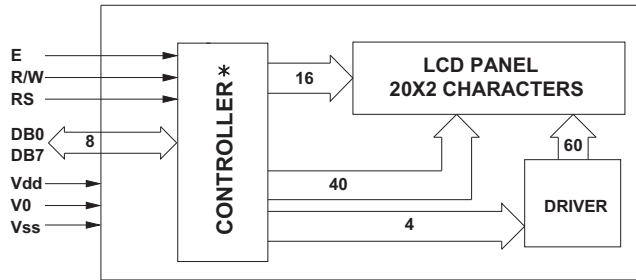 E
R/W
RS
DB0
DB7
8
Vdd
V0
Vss
CONTROLLER*
16
LCD PANEL
20X2 CHARACTERS
40
60
4
DRIVER